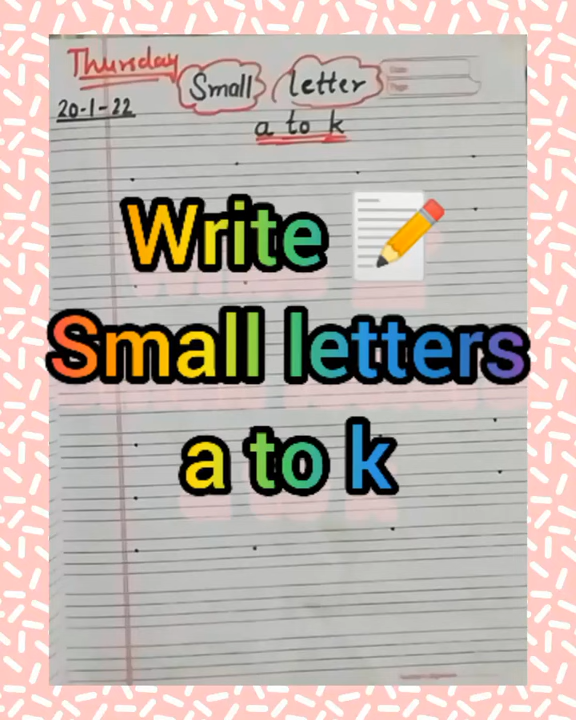 Thursday
Small letter
20-1-22
a to k
Write 📝
Small letters
a to k